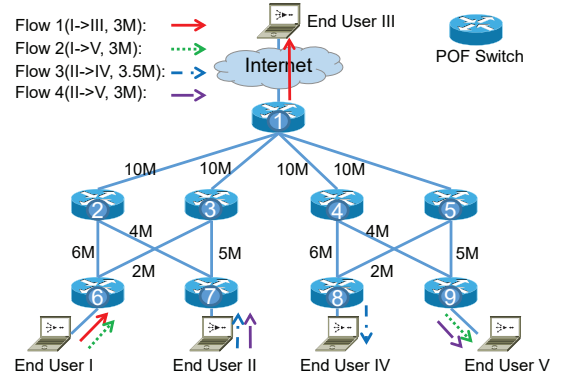 Flow 1(I->III, 3M):
Flow 2(I->V, 3M):
Flow 3(II->IV, 3.5M):
Flow 4(II->V, 3M):
End User III
POF Switch
Internet
1
10M 10M 10M 10M
2 3 4 5
4M 4M
6M 5M 6M 5M
2M 2M
6 7 8 9
End User I End User II End User IV End User V